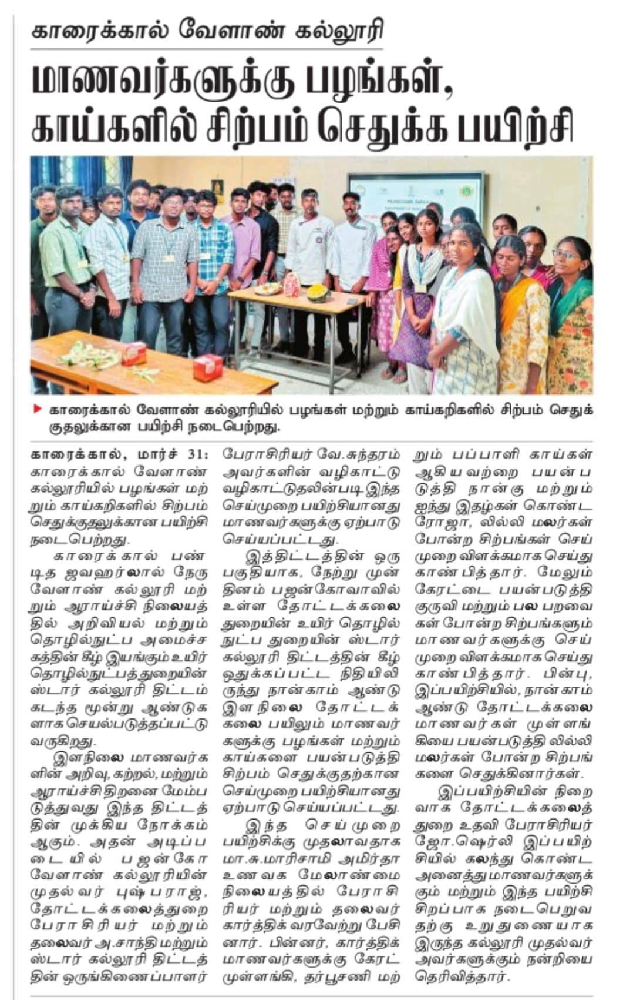 காரைக்கால் வேளாண் கல்லூரி
மாணவர்களுக்கு பழங்கள்,
காய்களில் சிற்பம் செதுக்க பயிற்சி
காரைக்கால் வேளாண் கல்லூரியில் பழங்கள் மற்றும் காய்கறிகளில் சிற்பம் செதுக்
குதலுக்கான பயிற்சி நடைபெற்றது.
காரைக்கால், மார்ச் 31:
காரைக்கால் வேளாண்
கல்லூரியில் பழங்கள் மற்
றும் காய்கறிகளில் சிற்பம்
செதுக்குதலுக்கான பயிற்சி
நடைபெற்றது.
காரைக்கால் பண்
டித ஜவஹர்லால் நேரு
வேளாண் கல்லூரி மற்
றும் ஆராய்ச்சி நிலையத்
தில் அறிவியல் மற்றும்
தொழில்நுட்ப அமைச்ச
கத்தின் கீழ் இயங்கும் உயிர்
தொழில்நுட்பத்துறையின்
ஸ்டார் கல்லூரி திட்டம்
கடந்த மூன்று ஆண்டுக
ளாக செயல்படுத்தப்பட்டு
வருகிறது.
இளநிலை மாணவர்க
ளின் அறிவு, கற்றல், மற்றும்
ஆராய்ச்சி திறனை மேம்ப
டுத்துவது இந்த திட்டத்
தின் முக்கிய நோக்கம்
ஆகும். அதன் அடிப்ப
டையில் பஜன்கோ
வேளாண் கல்லூரியின்
முதல்வர் புஷ்பராஜ்,
தோட்டக்கலைத்துறை
பேராசிரியர் மற்றும்
தலைவர் அ.சாந்தி மற்றும்
ஸ்டார் கல்லூரி திட்டத்
தின் ஒருங்கிணைப்பாளர்
பேராசிரியர் வே.சுந்தரம்
அவர்களின் வழிகாட்டு
வழிகாட்டுதலின்படி இந்த
செய்முறை பயிற்சியானது
மாணவர்களுக்கு ஏற்பாடு
செய்யப்பட்டது.
இத்திட்டத்தின் ஒரு
பகுதியாக, நேற்று முன்
தினம் பஜன்கோவாவில்
உள்ள தோட்டக்கலை
துறையின் உயிர் தொழில்
நுட்ப துறையின் ஸ்டார்
கல்லூரி திட்டத்தின் கீழ்
ஒதுக்கப்பட்ட நிதியிலி
ருந்து நான்காம் ஆண்டு
இளநிலை தோட்டக்
கலை பயிலும் மாணவர்
களுக்கு பழங்கள் மற்றும்
காய்களை பயன்படுத்தி
சிற்பம் செதுக்குதற்கான
செய்முறை பயிற்சியானது
ஏற்பாடு செய்யப்பட்டது.
இந்த செய்முறை
பயிற்சிக்கு முதலாவதாக
மா.சு.மாரிசாமி அமிர்தா
உணவக மேலாண்மை
நிலையத்தில் பேராசி
ரியர் மற்றும் தலைவர்
கார்த்திக் வரவேற்று பேசி
னார். பின்னர், கார்த்திக்
மாணவர்களுக்கு கேரட்
முள்ளங்கி, தர்பூசணி மற்
றும் பப்பாளி காய்கள்
ஆகியவற்றை பயன்ப
டுத்தி நான்கு மற்றும்
ஐந்து இதழ்கள் கொண்ட
ரோஜா, லில்லி மலர்கள்
போன்ற சிற்பங்கள் செய்
முறை விளக்கமாக செய்து
காண்பித்தார். மேலும்
கேரட்டை பயன்படுத்தி
குருவி மற்றும் பல பறவை
கள் போன்ற சிற்பங்களும்
மாணவர்களுக்கு செய்
முறை விளக்கமாக செய்து
காண்பித்தார். பின்பு,
இப்பயிற்சியில், நான்காம்
ஆண்டு தோட்டக்கலை
மாணவர்கள் முள்ளங்
கியை பயன்படுத்தி லில்லி
மலர்கள் போன்ற சிற்பங்
களை செதுக்கினார்கள்.
இப்பயிற்சியின் நிறை
வாக தோட்டக்கலைத்
துறை உதவி பேராசிரியர்
ஜோ.ஷெர்லி இப்பயிற்
சியில் கலந்து கொண்ட
அனைத்து மாணவர்களுக்
கும் மற்றும் இந்த பயிற்சி
சிறப்பாக நடைபெறுவ
தற்கு உறுதுணையாக
இருந்த கல்லூரி முதல்வர்
அவர்களுக்கும் நன்றியை
தெரிவித்தார்.